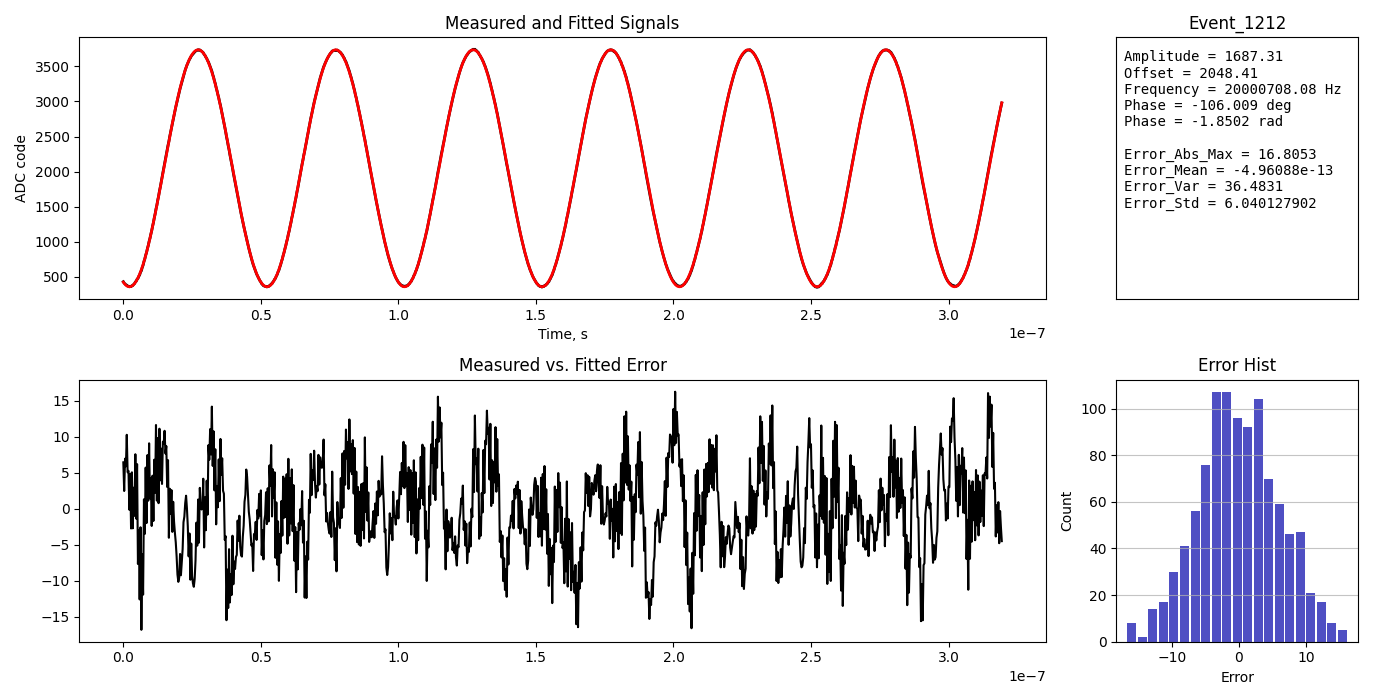 Measured and Fitted Signals
ADC code
3500
3000
2500
2000
1500
1000
500
0.0 0.5 1.0 1.5 2.0 2.5 3.0
Time, s
1e−7
Event_1212
Amplitude = 1687.31
Offset = 2048.41
Frequency = 20000708.08 Hz
Phase = -106.009 deg
Phase = -1.8502 rad
Error_Abs_Max = 16.8053
Error_Mean = -4.96088e-13
Error_Var = 36.4831
Error_Std = 6.040127902
Measured vs. Fitted Error
15
10
5
0
−5
−10
−15
0.0 0.5 1.0 1.5 2.0 2.5 3.0
1e−7
Error Hist
Count
100
80
60
40
20
0
−10 0 10
Error